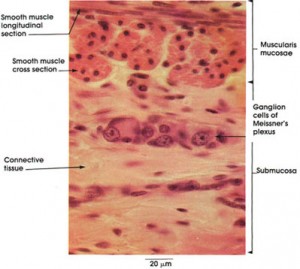 Smooth muscle
longitudinal
section
Smooth muscle
cross section
Connective
tissue
Muscularis
mucosae
Ganglion
cells of
Meissner's
plexus
Submucosa
20 μm